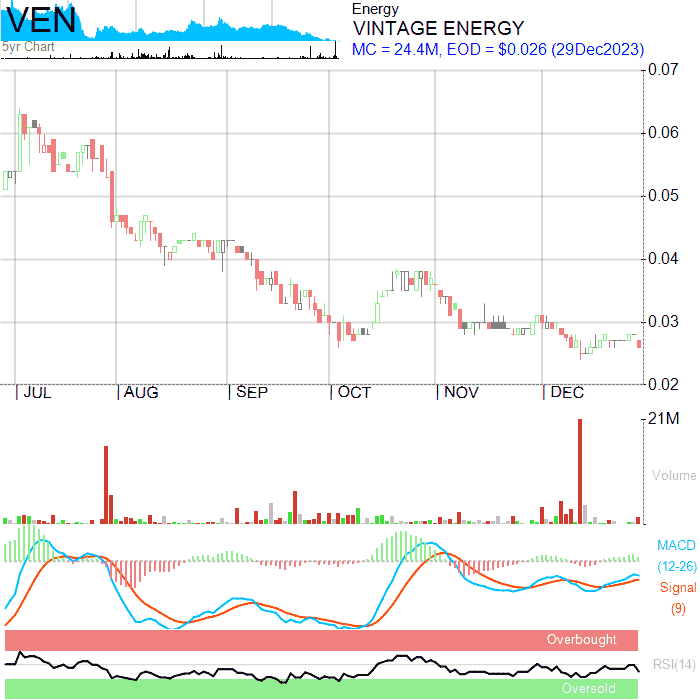 VEN
5yr Chart
Energy
VINTAGE ENERGY
MC = 24.4M, EOD = $0.026 (29Dec2023)
0.07
0.06
0.05
0.04
0.03
0.02
JUL AUG SEP OCT NOV DEC
21M
Volume
MACD
(12-26)
Signal
(9)
Overbought
RSI(14)
Oversold